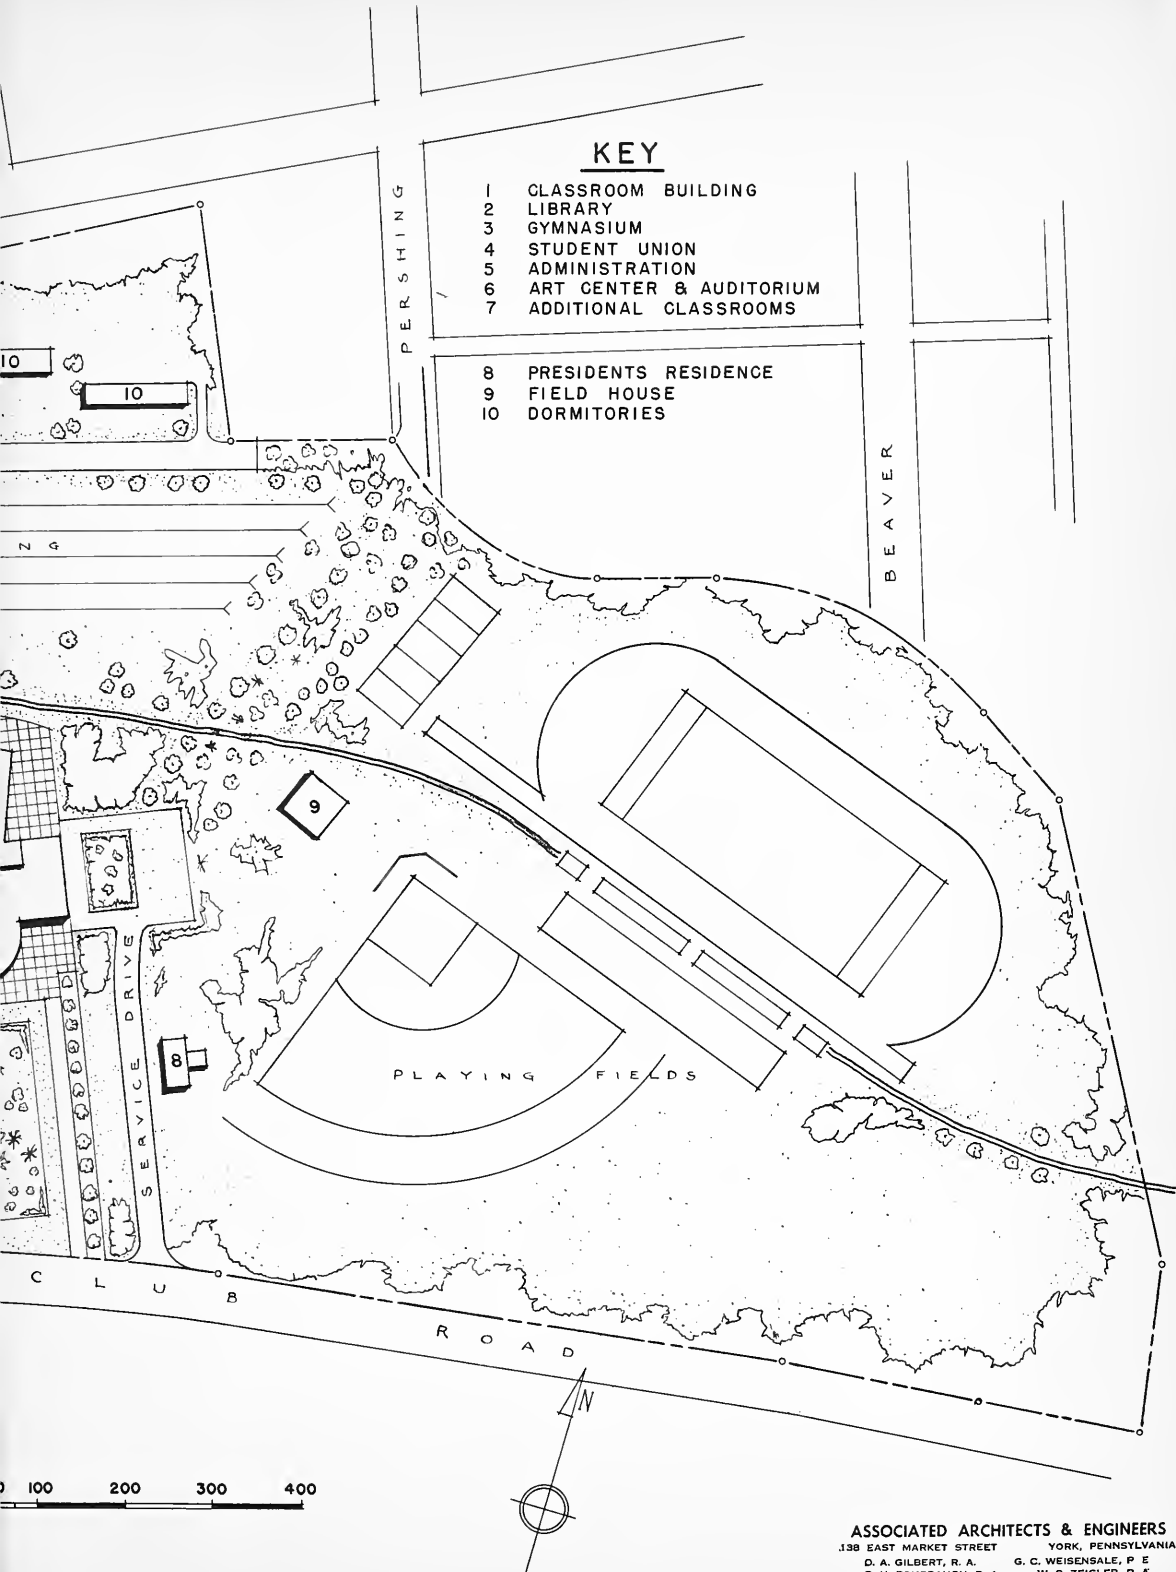 KEY
1 CLASSROOM BUILDING
2 LIBRARY
3 GYMNASIUM
4 STUDENT UNION
5 ADMINISTRATION
6 ART CENTER & AUDITORIUM
7 ADDITIONAL CLASSROOMS
8 PRESIDENTS RESIDENCE
9 FIELD HOUSE
10 DORMITORIES
PERSHING
BEAVER
10
10
NG
9
8
SERVICE DRIVE
PLAYING FIELDS
CLUB ROAD
N
100 200 300 400
ASSOCIATED ARCHITECTS & ENGINEERS
138 EAST MARKET STREET YORK, PENNSYLVANIA
D. A. GILBERT, R. A. G. C. WEISENSALE, P E